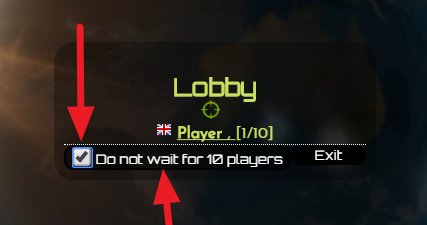 Lobby
Player , [1/10]
Do not wait for 10 players
Exit